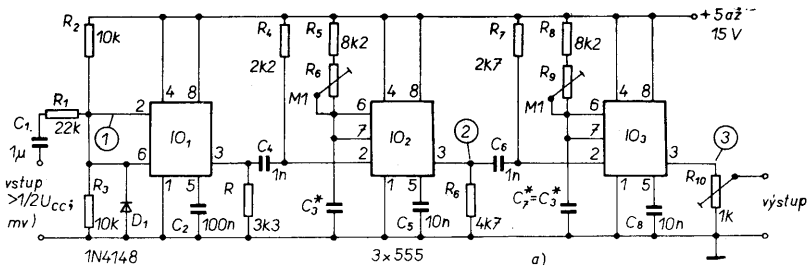 R2
10k
R1
22k
C1
1μ
vstup
>1/2UCC;
mv)
R3
10k
D1
1N4148
1
2
6
4
8
IO1
3
1
5
C2
100n
R
3k3
C4
1n
R4
2k2
R5
8k2
R6
M1
6
7
2
4
8
IO2
3
1
5
C3*
C5
10n
2
R6
4k7
C6
1n
3x555
R7
2k7
R8
8k2
R9
M1
6
7
2
4
8
IO3
3
1
5
C7*=C3*
C8
10n
3
R10
1k
+5až
15V
výstup
a)